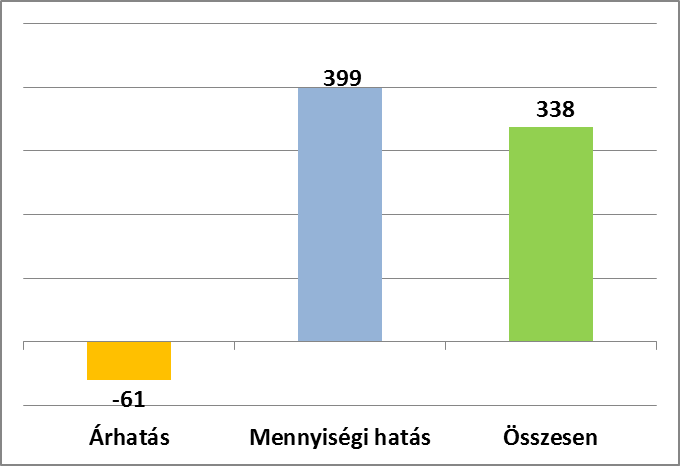 399
338
-61
Árhatás
Mennyiségi hatás
Összesen